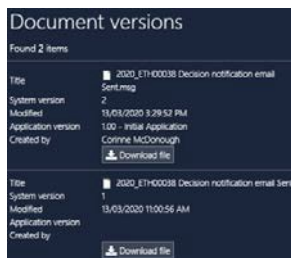 Document versions
Found 2 items
Title 2020_ETH00038 Decision notification email
Sent.msg
System version 2
Modified 13/03/2020 3:29:52 PM
Application version 1.00 - Initial Application
Created by Corinne McDonough
Download file
Title 2020_ETH00038 Decision notification email Sen
System version 1
Modified 13/03/2020 11:00:56 AM
Application version
Created by
Download file